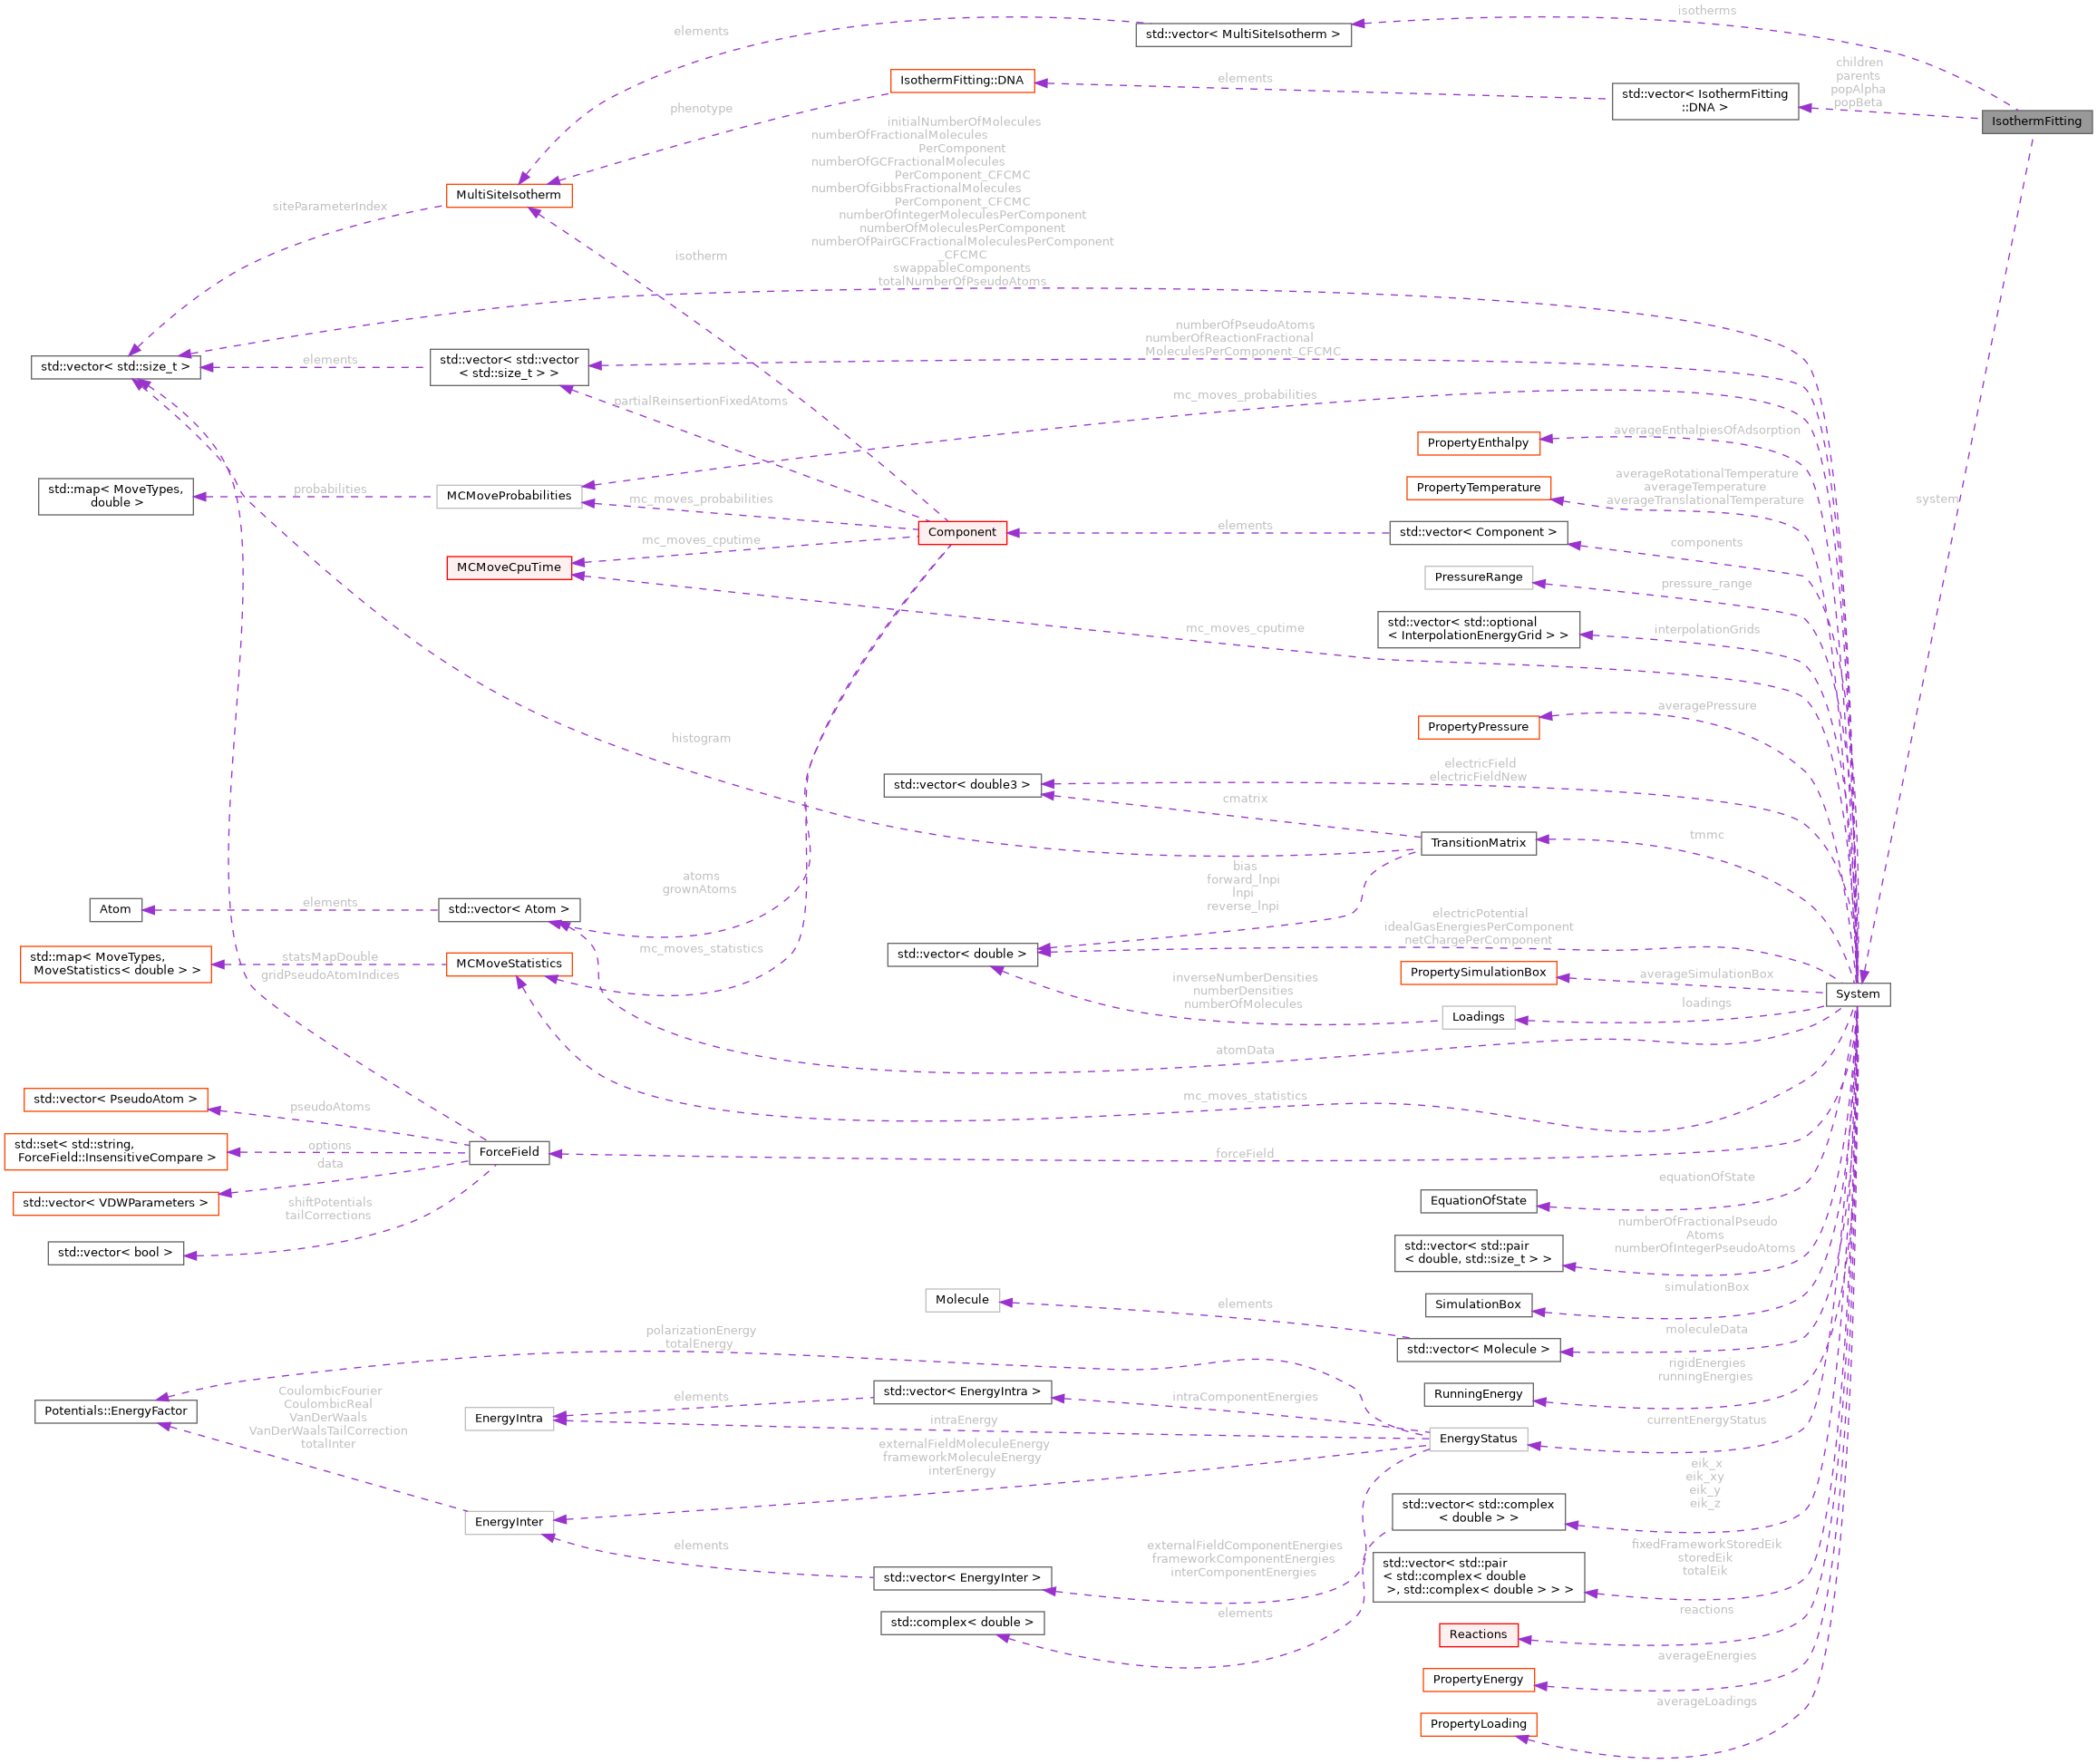 isotherms
elements
std::vector< MultiSiteIsotherm >
children
parents
popAlpha
popBeta
elements
IsothermFitting::DNA
std::vector< IsothermFitting
::DNA >
phenotype
IsothermFitting
initialNumberOfMolecules
numberOfFractionalMolecules
PerComponent
numberOfGCFractionalMolecules
PerComponent_CFCMC
numberOfGibbsFractionalMolecules
PerComponent_CFCMC
numberOfIntegerMoleculesPerComponent
numberOfMoleculesPerComponent
numberOfPairGCFractionalMoleculesPerComponent
_CFCMC
swappableComponents
totalNumberOfPseudoAtoms
MultiSiteIsotherm
siteParameterIndex
isotherm
numberOfPseudoAtoms
numberOfReactionFractional
MoleculesPerComponent_CFCMC
std::vector< std::size_t >
elements
std::vector< std::vector
< std::size_t > >
partialReinsertionFixedAtoms
mc_moves_probabilities
averageEnthalpiesOfAdsorption
PropertyEnthalpy
averageRotationalTemperature
averageTemperature
averageTranslationalTemperature
PropertyTemperature
system
std::map< MoveTypes,
double >
probabilities
MCMoveProbabilities
mc_moves_probabilities
Component
elements
std::vector< Component >
components
mc_moves_cputime
MCMoveCpuTime
PressureRange
pressure_range
std::vector< std::optional
< InterpolationEnergyGrid > >
interpolationGrids
mc_moves_cputime
averagePressure
PropertyPressure
histogram
electricField
electricFieldNew
std::vector< double3 >
cmatrix
TransitionMatrix
tmmc
bias
forward_lnpi
lnpi
reverse_lnpi
atoms
grownAtoms
Atom
elements
std::vector< Atom >
electricPotential
idealGasEnergiesPerComponent
netChargePerComponent
mc_moves_statistics
std::vector< double >
std::map< MoveTypes,
MoveStatistics< double > >
statsMapDouble
MCMoveStatistics
gridPseudoAtomIndices
inverseNumberDensities
numberDensities
numberOfMolecules
PropertySimulationBox
averageSimulationBox
System
Loadings
loadings
atomData
std::vector< PseudoAtom >
pseudoAtoms
mc_moves_statistics
std::set< std::string,
ForceField::InsensitiveCompare >
options
ForceField
forceField
data
std::vector< VDWParameters >
shiftPotentials
tailCorrections
std::vector< bool >
equationOfState
EquationOfState
numberOfFractionalPseudo
Atoms
numberOfIntegerPseudoAtoms
std::vector< std::pair
< double, std::size_t > >
simulationBox
SimulationBox
Molecule
elements
std::vector< Molecule >
moleculeData
polarizationEnergy
totalEnergy
rigidEnergies
runningEnergies
RunningEnergy
Potentials::EnergyFactor
CoulombicFourier
CoulombicReal
VanDerWaals
VanDerWaalsTailCorrection
totalInter
EnergyIntra
elements
std::vector< EnergyIntra >
intraComponentEnergies
intraEnergy
EnergyStatus
currentEnergyStatus
externalFieldMoleculeEnergy
frameworkMoleculeEnergy
interEnergy
eik_x
eik_xy
eik_y
eik_z
std::vector< std::complex
< double > >
EnergyInter
elements
std::vector< EnergyInter >
externalFieldComponentEnergies
frameworkComponentEnergies
interComponentEnergies
fixedFrameworkStoredEik
storedEik
totalEik
std::vector< std::pair
< std::complex< double
>, std::complex< double > > >
std::complex< double >
elements
reactions
Reactions
averageEnergies
PropertyEnergy
averageLoadings
PropertyLoading